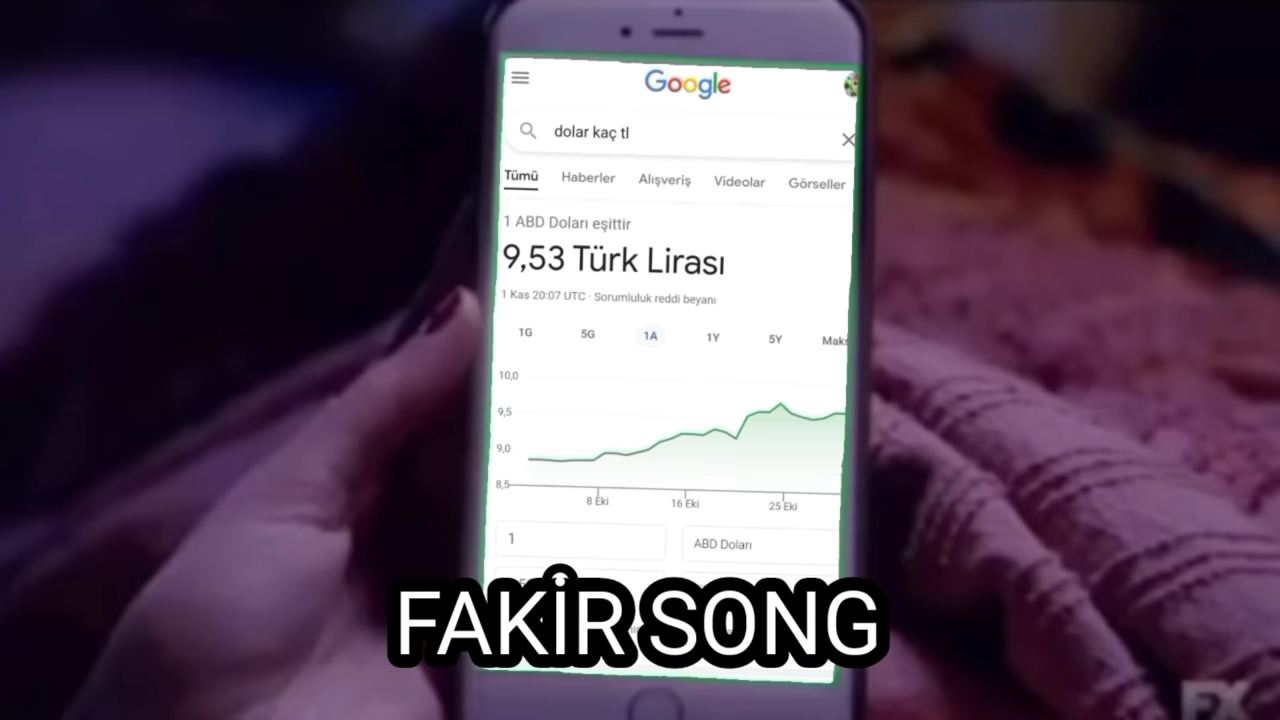 Google
dolar kaç tl
Tümü Haberler Alışveriş Videolar Görseller
1 ABD Doları eşittir
9,53 Türk Lirası
1 Kas 20:07 UTC · Sorumluluk reddi beyanı
1G 5G 1A 1Y 5Y Maks
10,0
9,5
9,0
8,5
8 Eki 16 Eki 25 Eki
1 ABD Doları
FAKİR SONG
FX